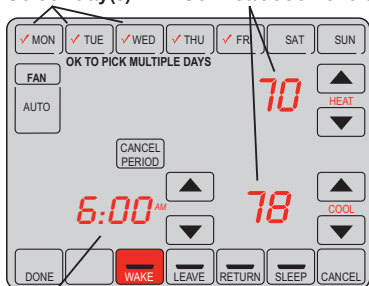 MON TUE WED THU FRI SAT SUN
OK TO PICK MULTIPLE DAYS
FAN
AUTO
70
HEAT
CANCEL
PERIOD
6:00 AM
78
COOL
DONE WAKE LEAVE RETURN SLEEP CANCEL